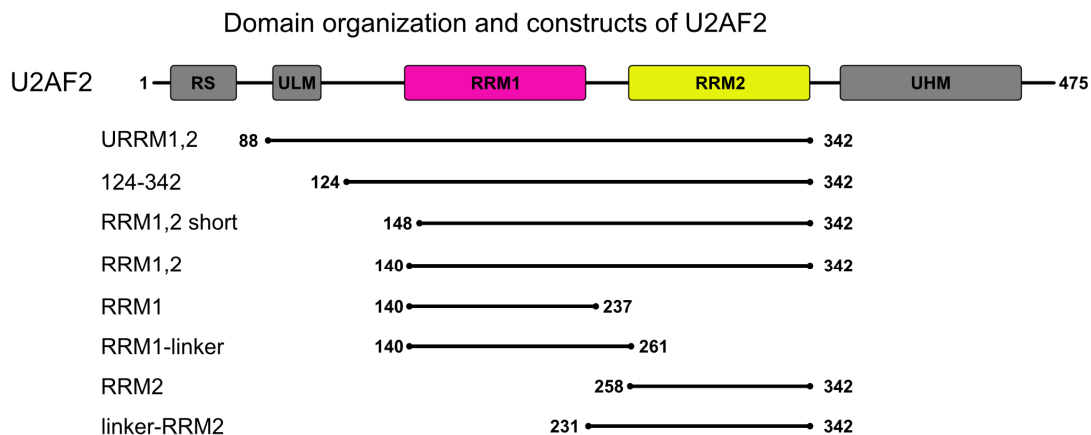 Domain organization and constructs of U2AF2
U2AF2 1 RS ULM RRM1 RRM2 UHM 475
URRM1,2 88 342
124-342 124 342
RRM1,2 short 148 342
RRM1,2 140 342
RRM1 140 237
RRM1-linker 140 261
RRM2 258 342
linker-RRM2 231 342